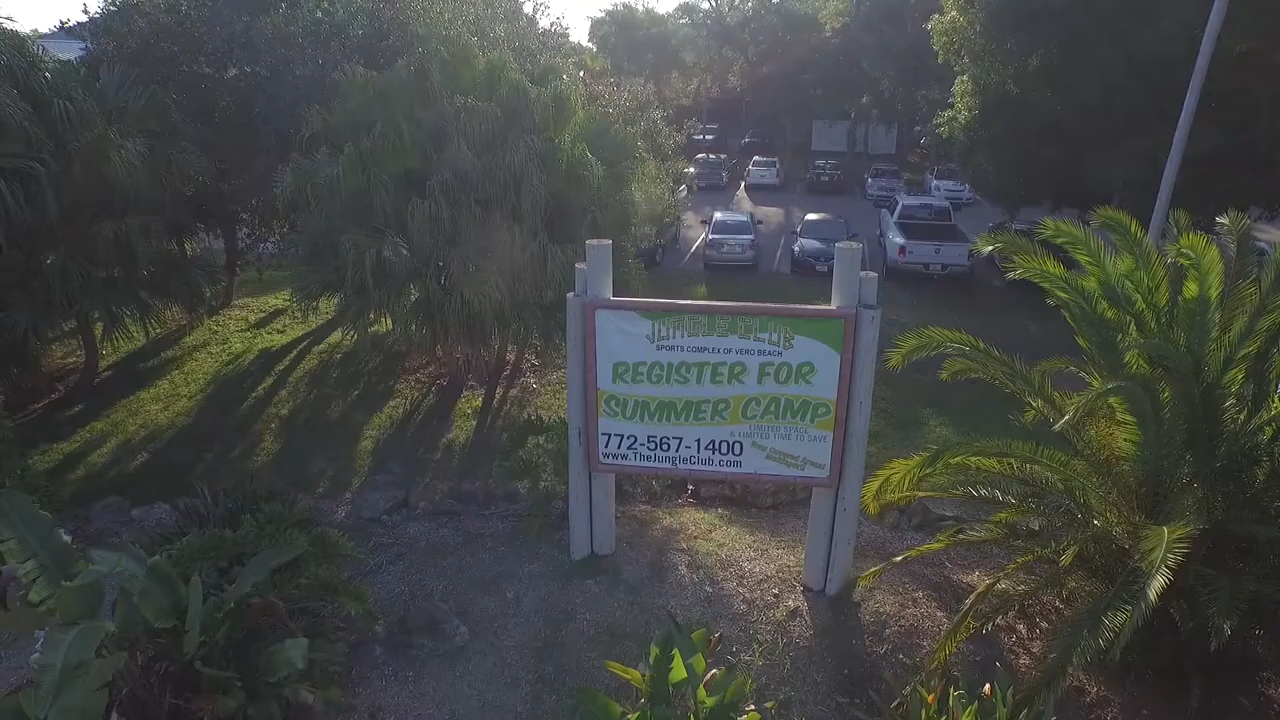 JUNGLE CLUB
SPORTS COMPLEX OF VERO BEACH
REGISTER FOR
SUMMER CAMP
LIMITED SPACE
& LIMITED TIME TO SAVE
772-567-1400
www.TheJungleClub.com